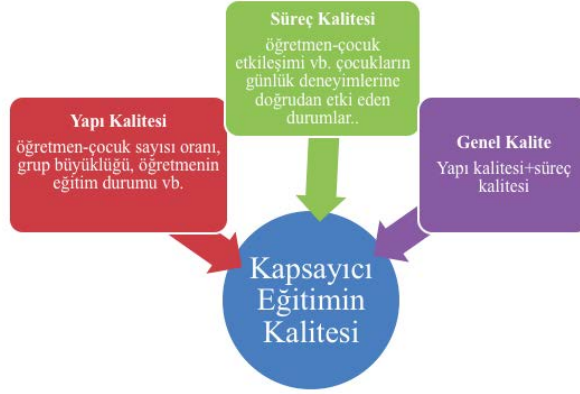 Süreç Kalitesi
öğretmen-çocuk
etkileşimi vb. çocukların
günlük deneyimlerine
doğrudan etki eden
durumlar..
Yapı Kalitesi
öğretmen-çocuk sayısı oranı,
grup büyüklüğü, öğretmenin
eğitim durumu vb.
Genel Kalite
Yapı kalitesi+süreç
kalitesi
Kapsayıcı
Eğitimin
Kalitesi